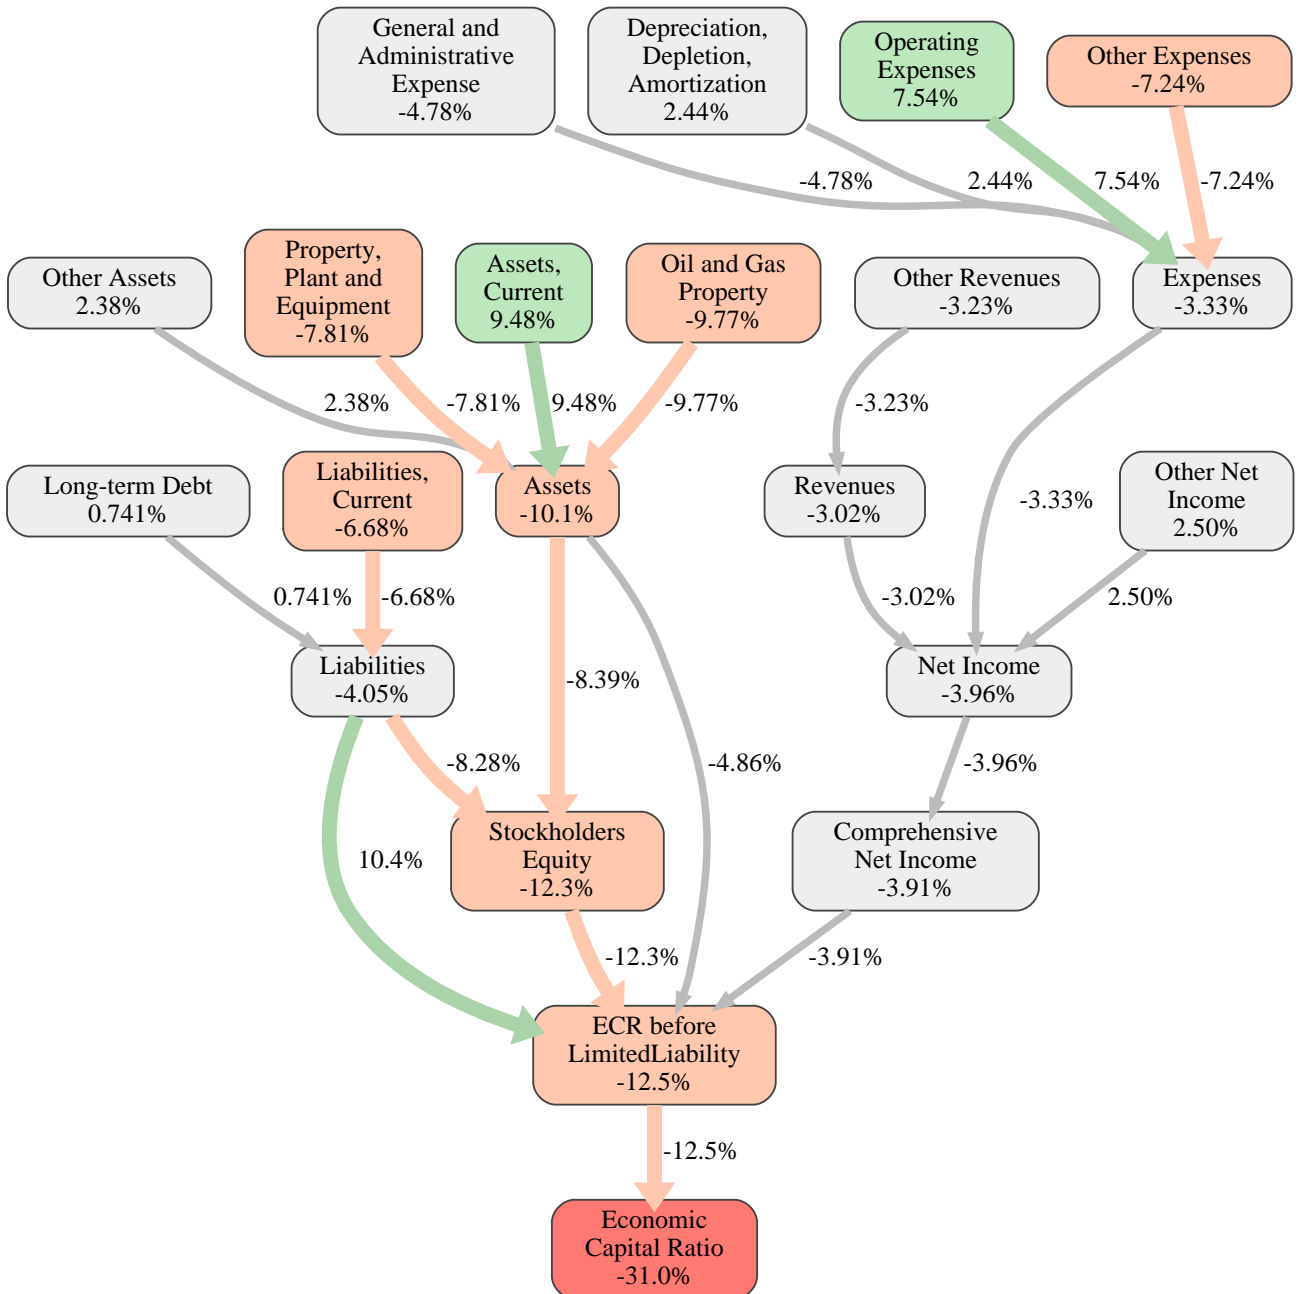 General and
Administrative
Expense
-4.78%
Depreciation,
Depletion,
Amortization
2.44%
Operating
Expenses
7.54%
Other Expenses
-7.24%
-4.78%
2.44%
7.54%
-7.24%
Other Assets
2.38%
Property,
Plant and
Equipment
-7.81%
Assets,
Current
9.48%
Oil and Gas
Property
-9.77%
Other Revenues
-3.23%
Expenses
-3.33%
2.38%
-7.81%
9.48%
-9.77%
-3.23%
Long-term Debt
0.741%
Liabilities,
Current
-6.68%
Assets
-10.1%
Revenues
-3.02%
-3.33%
Other Net
Income
2.50%
0.741%
-6.68%
-3.02%
2.50%
Liabilities
-4.05%
-8.39%
Net Income
-3.96%
-8.28%
-4.86%
-3.96%
10.4%
Stockholders
Equity
-12.3%
Comprehensive
Net Income
-3.91%
-12.3%
-3.91%
ECR before
LimitedLiability
-12.5%
-12.5%
Economic
Capital Ratio
-31.0%